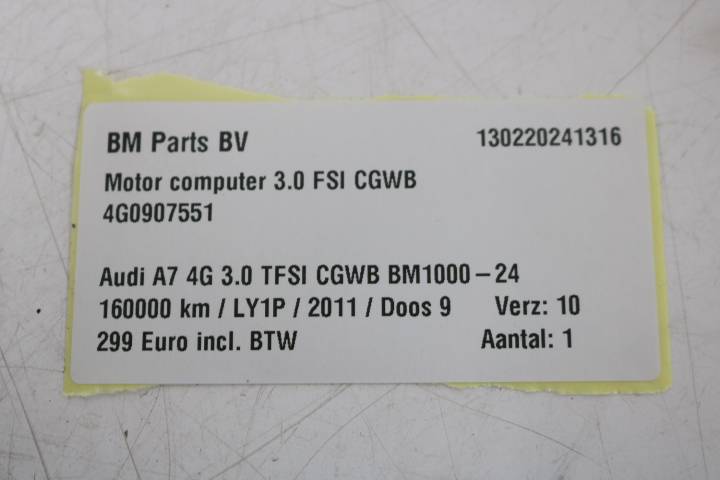 BM Parts BV 130220241316
Motor computer 3.0 FSI CGWB
4G0907551
Audi A7 4G 3.0 TFSI CGWB BM1000-24
160000 km / LY1P / 2011 / Doos 9 Verz: 10
299 Euro incl. BTW Aantal: 1